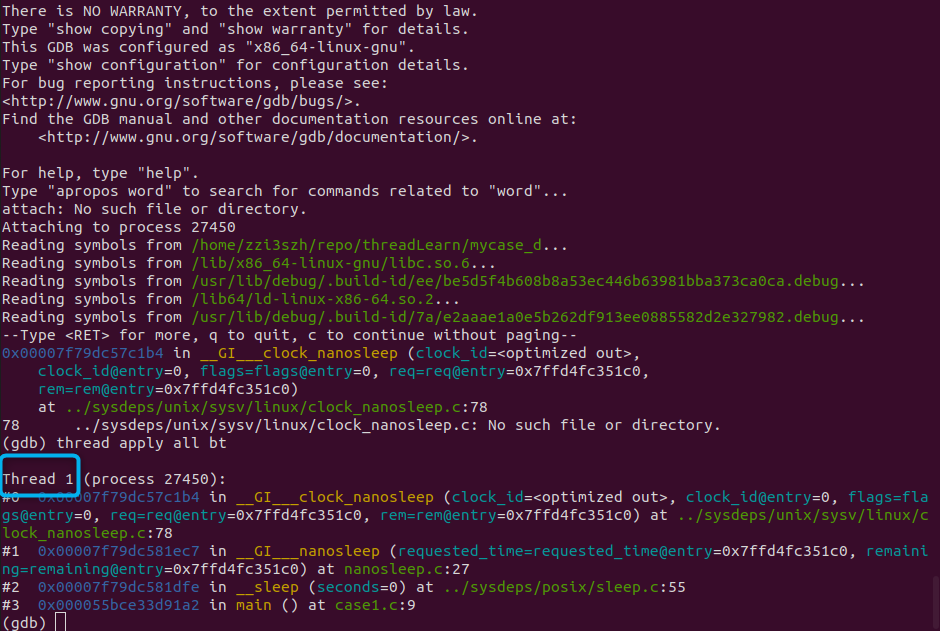 There is NO WARRANTY, to the extent permitted by law.
Type "show copying" and "show warranty" for details.
This GDB was configured as "x86_64-linux-gnu".
Type "show configuration" for configuration details.
For bug reporting instructions, please see:
<http://www.gnu.org/software/gdb/bugs/>.
Find the GDB manual and other documentation resources online at:
    <http://www.gnu.org/software/gdb/documentation/>.

For help, type "help".
Type "apropos word" to search for commands related to "word"...
attach: No such file or directory.
Attaching to process 27450
Reading symbols from /home/zzi3szh/repo/threadLearn/mycase_d...
Reading symbols from /lib/x86_64-linux-gnu/libc.so.6...
Reading symbols from /usr/lib/debug/.build-id/ee/be5d5f4b608b8a53ec446b63981bba373ca0ca.debug...
Reading symbols from /lib64/ld-linux-x86-64.so.2...
Reading symbols from /usr/lib/debug/.build-id/7a/e2aaae1a0e5b262df913ee0885582d2e327982.debug...
--Type <RET> for more, q to quit, c to continue without paging--
0x00007f79dc57c1b4 in __GI___clock_nanosleep (clock_id=<optimized out>,
    clock_id@entry=0, flags=flags@entry=0, req=req@entry=0x7ffd4fc351c0,
    rem=rem@entry=0x7ffd4fc351c0)
    at ../sysdeps/unix/sysv/linux/clock_nanosleep.c:78
78      ../sysdeps/unix/sysv/linux/clock_nanosleep.c: No such file or directory.
(gdb) thread apply all bt

Thread 1 (process 27450):
#0  0x00007f79dc57c1b4 in __GI___clock_nanosleep (clock_id=<optimized out>, clock_id@entry=0, flags=fla
gs@entry=0, req=req@entry=0x7ffd4fc351c0, rem=rem@entry=0x7ffd4fc351c0) at ../sysdeps/unix/sysv/linux/c
lock_nanosleep.c:78
#1  0x00007f79dc581ec7 in __GI___nanosleep (requested_time=requested_time@entry=0x7ffd4fc351c0, remaini
ng=remaining@entry=0x7ffd4fc351c0) at nanosleep.c:27
#2  0x00007f79dc581dfe in __sleep (seconds=0) at ../sysdeps/posix/sleep.c:55
#3  0x000055bce33d91a2 in main () at case1.c:9
(gdb)